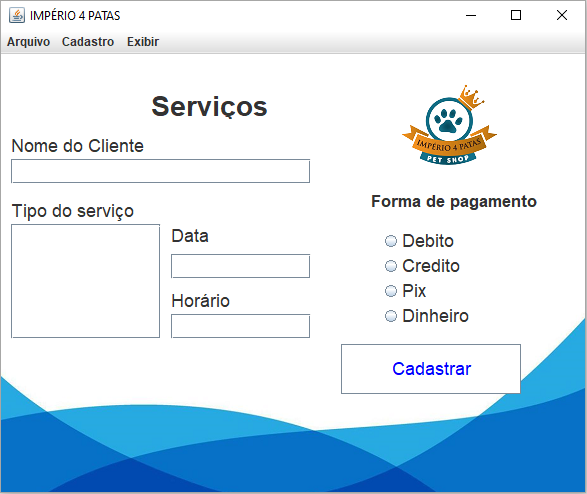 IMPÉRIO 4 PATAS
Arquivo Cadastro Exibir
Serviços
Nome do Cliente
Tipo do serviço
Data
Horário
IMPÉRIO 4 PATAS
PET SHOP
Forma de pagamento
Debito
Credito
Pix
Dinheiro
Cadastrar